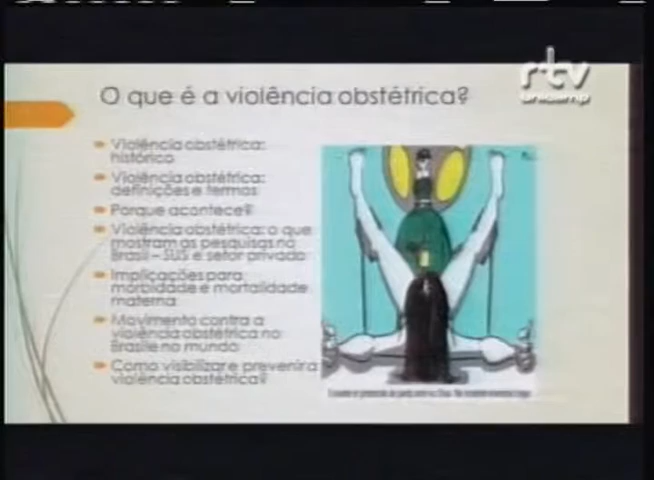 rtv
unicamp
O que é a violência obstétrica?
Violência obstétrica:
histórico
Violência obstétrica:
definições e termos
Porque acontece?
Violência obstétrica: o que
mostram as pesquisas no
Brasil – SUS e setor privado
Implicações para
morbidade e mortalidade
materna
Movimento contra a
violência obstétrica no
Brasil e no mundo
Como visibilizar e prevenir a
violência obstétrica?